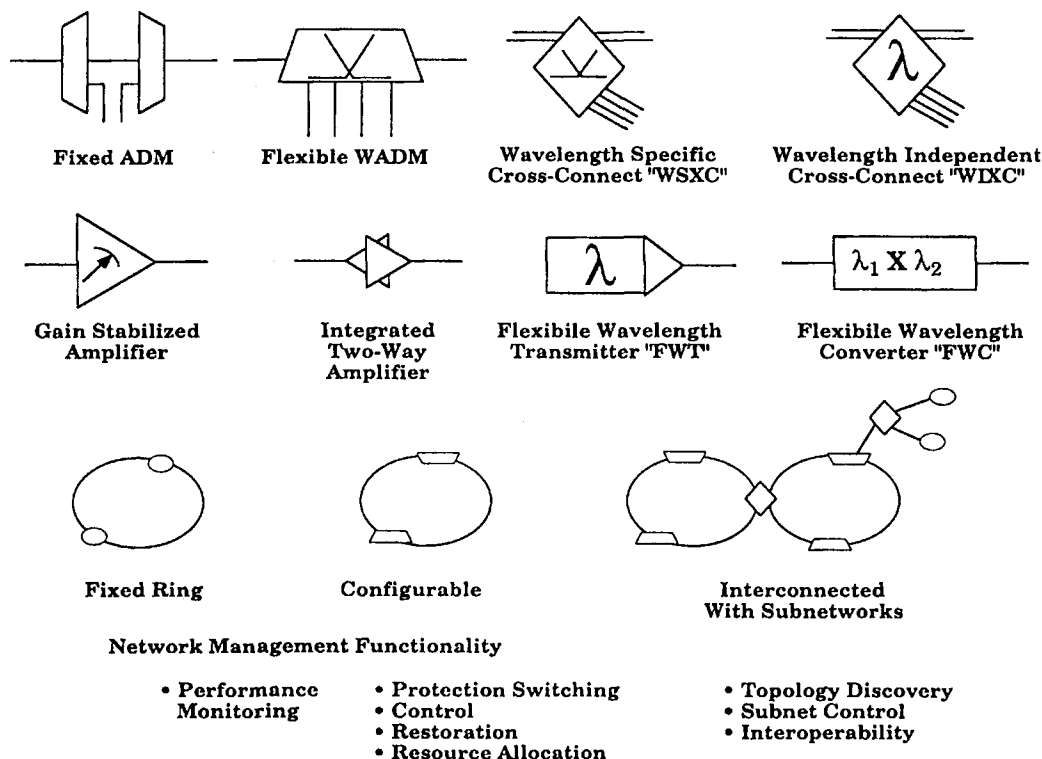 Fixed ADM
Flexible WADM
Wavelength Specific
Cross-Connect "WSXC"
λ
Wavelength Independent
Cross-Connect "WIXC"
Gain Stabilized
Amplifier
Integrated
Two-Way
Amplifier
λ
Flexibile Wavelength
Transmitter "FWT"
λ1 X λ2
Flexibile Wavelength
Converter "FWC"
Fixed Ring
Configurable
Interconnected
With Subnetworks
Network Management Functionality
• Performance
Monitoring
• Protection Switching
• Control
• Restoration
• Resource Allocation
• Topology Discovery
• Subnet Control
• Interoperability